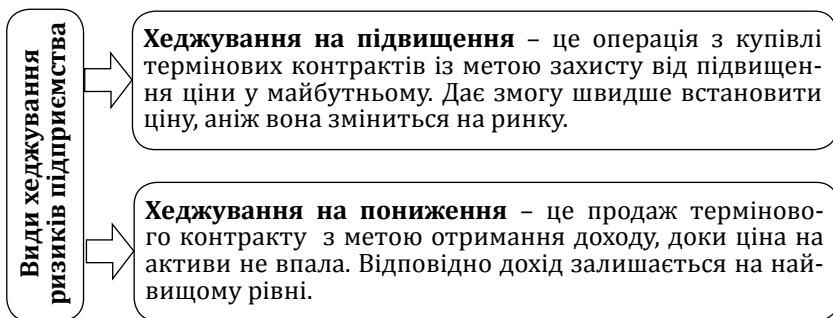 Види хеджування
ризиків підприємства
Хеджування на підвищення – це операція з купівлі
термінових контрактів із метою захисту від підвищен-
ня ціни у майбутньому. Дає змогу швидше встановити
ціну, аніж вона зміниться на ринку.
Хеджування на пониження – це продаж терміново-
го контракту з метою отримання доходу, доки ціна на
активи не впала. Відповідно дохід залишається на най-
вищому рівні.